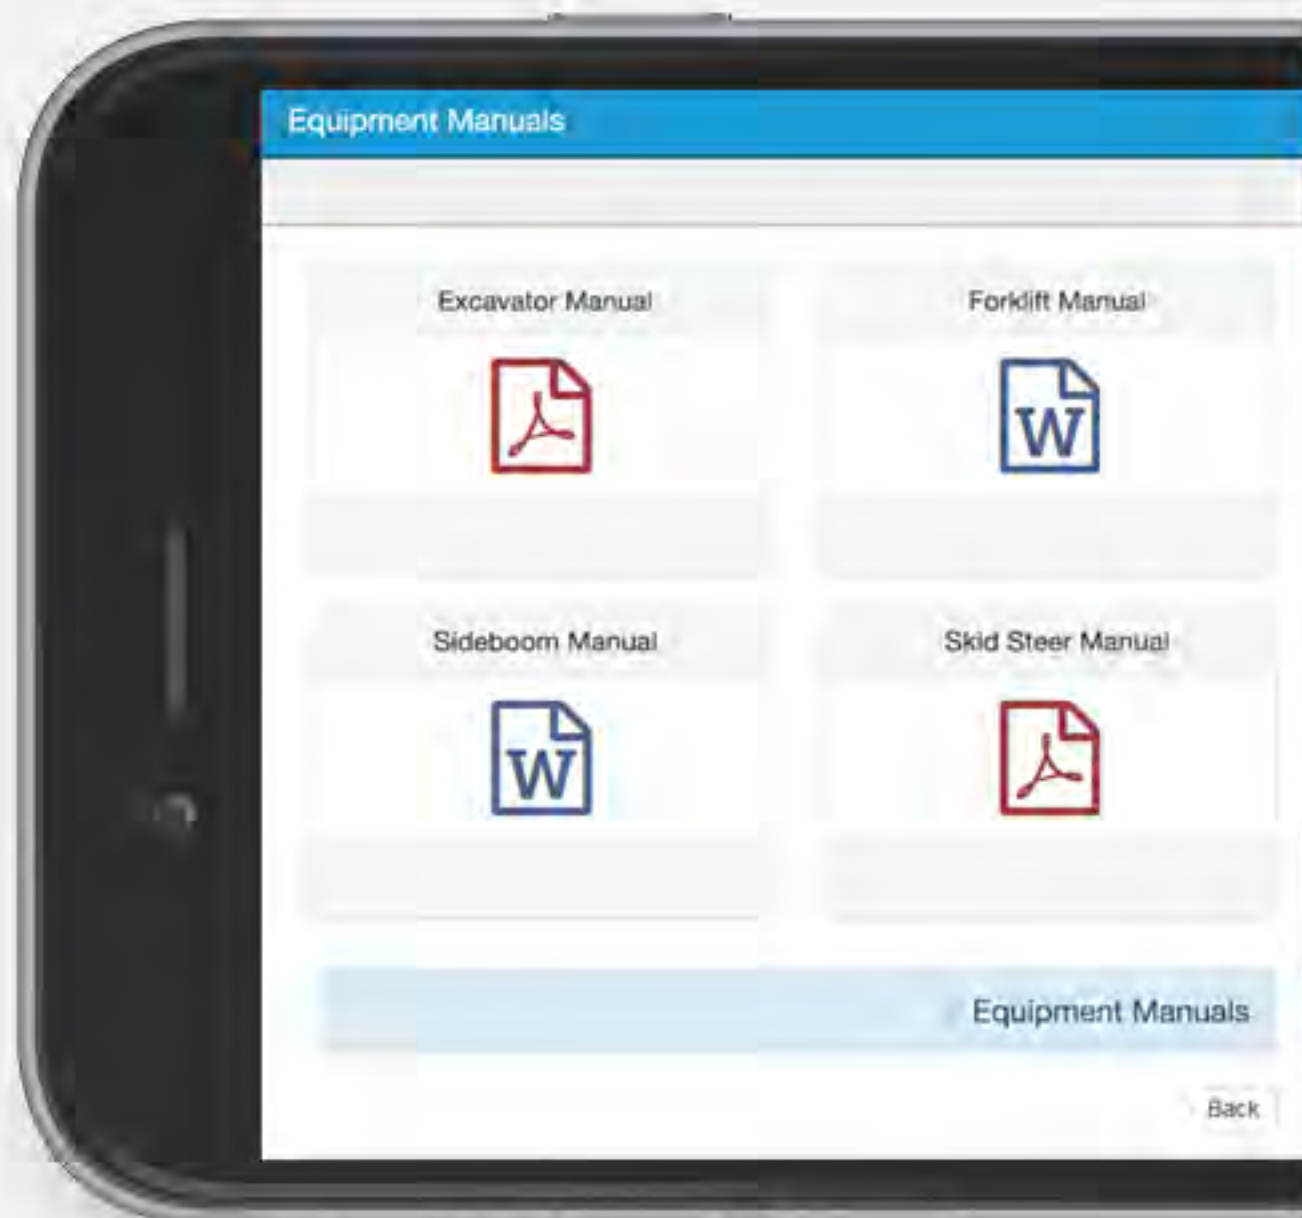 Equipment Manuals
Excavator Manual
Forklift Manual
W
Sideboom Manual
Skid Steer Manual
W
Equipment Manuals
Back